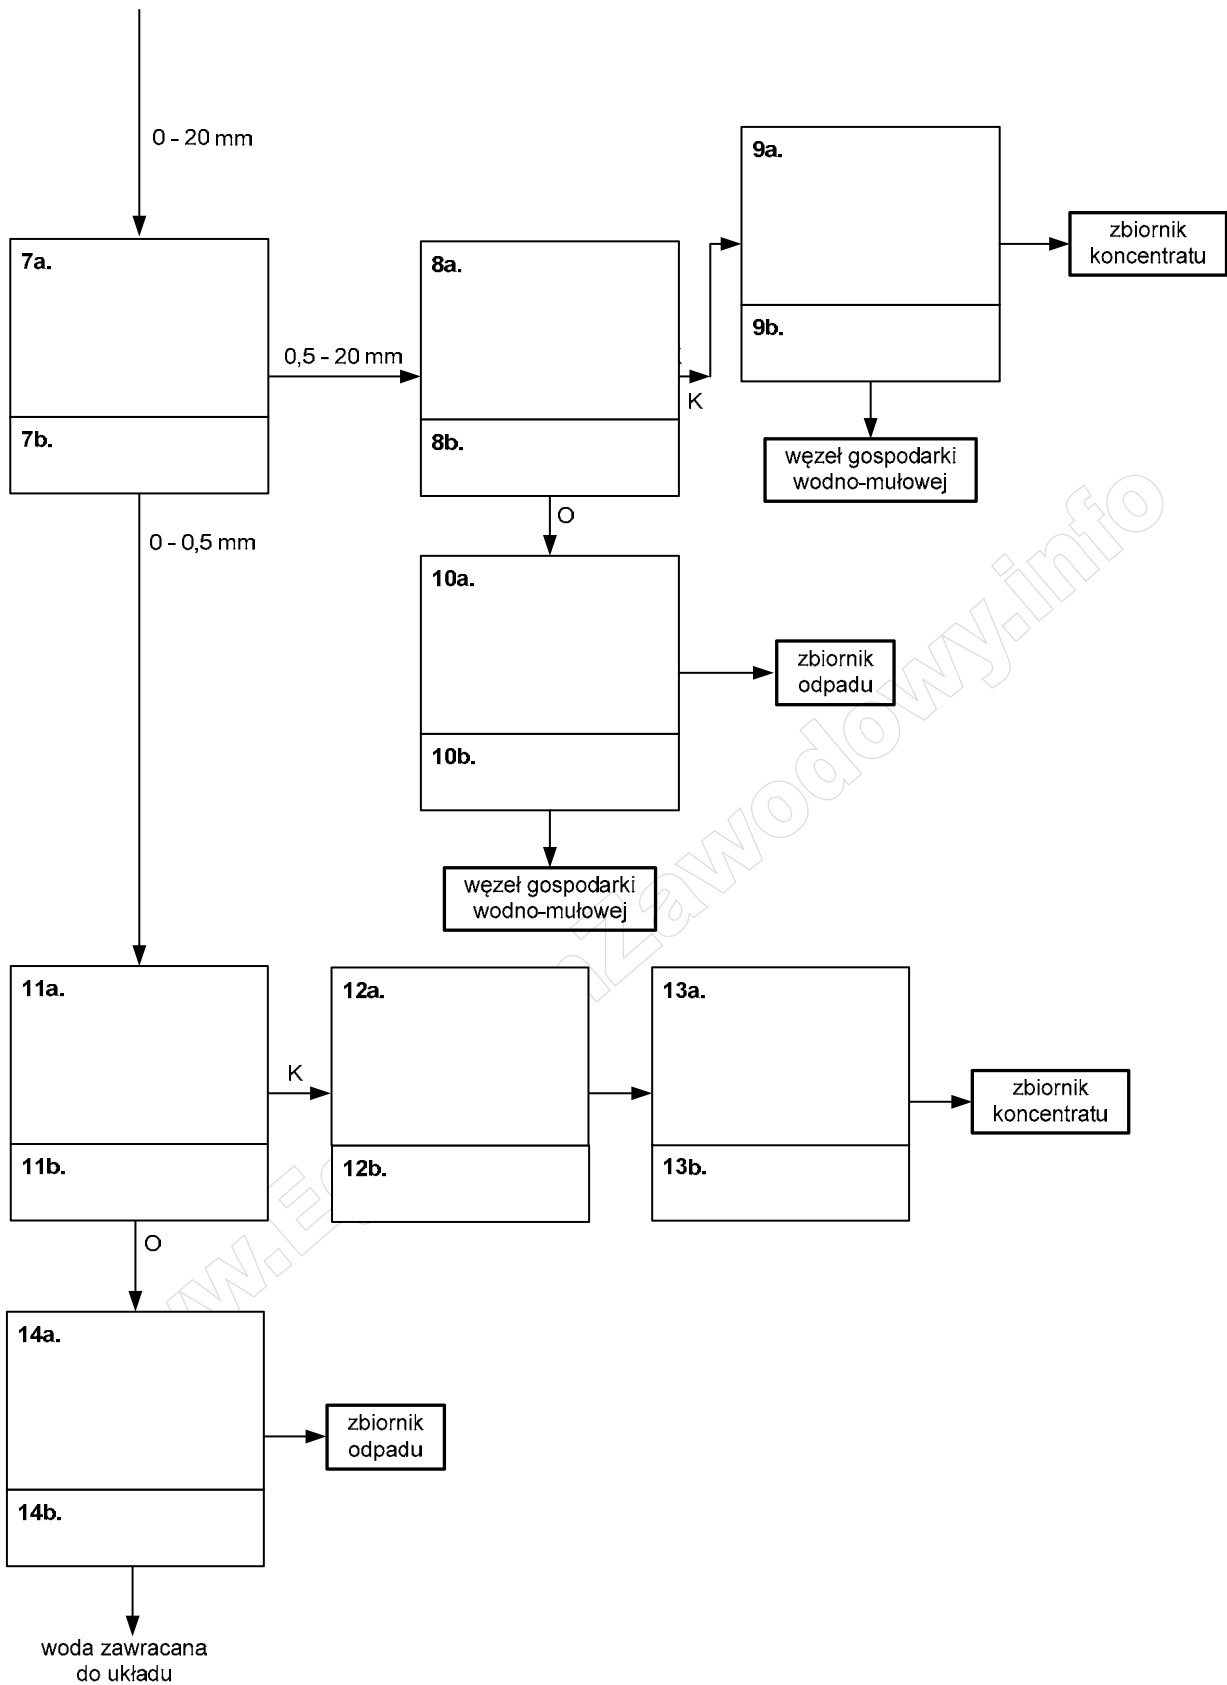 0 - 20 mm
7a.
7b.
0,5 - 20 mm
8a.
8b.
K
9a.
9b.
zbiornik
koncentratu
węzeł gospodarki
wodno-mułowej
O
0 - 0,5 mm
10a.
10b.
zbiornik
odpadu
węzeł gospodarki
wodno-mułowej
11a.
11b.
K
12a.
12b.
13a.
13b.
zbiornik
koncentratu
O
14a.
14b.
zbiornik
odpadu
woda zawracana
do układu